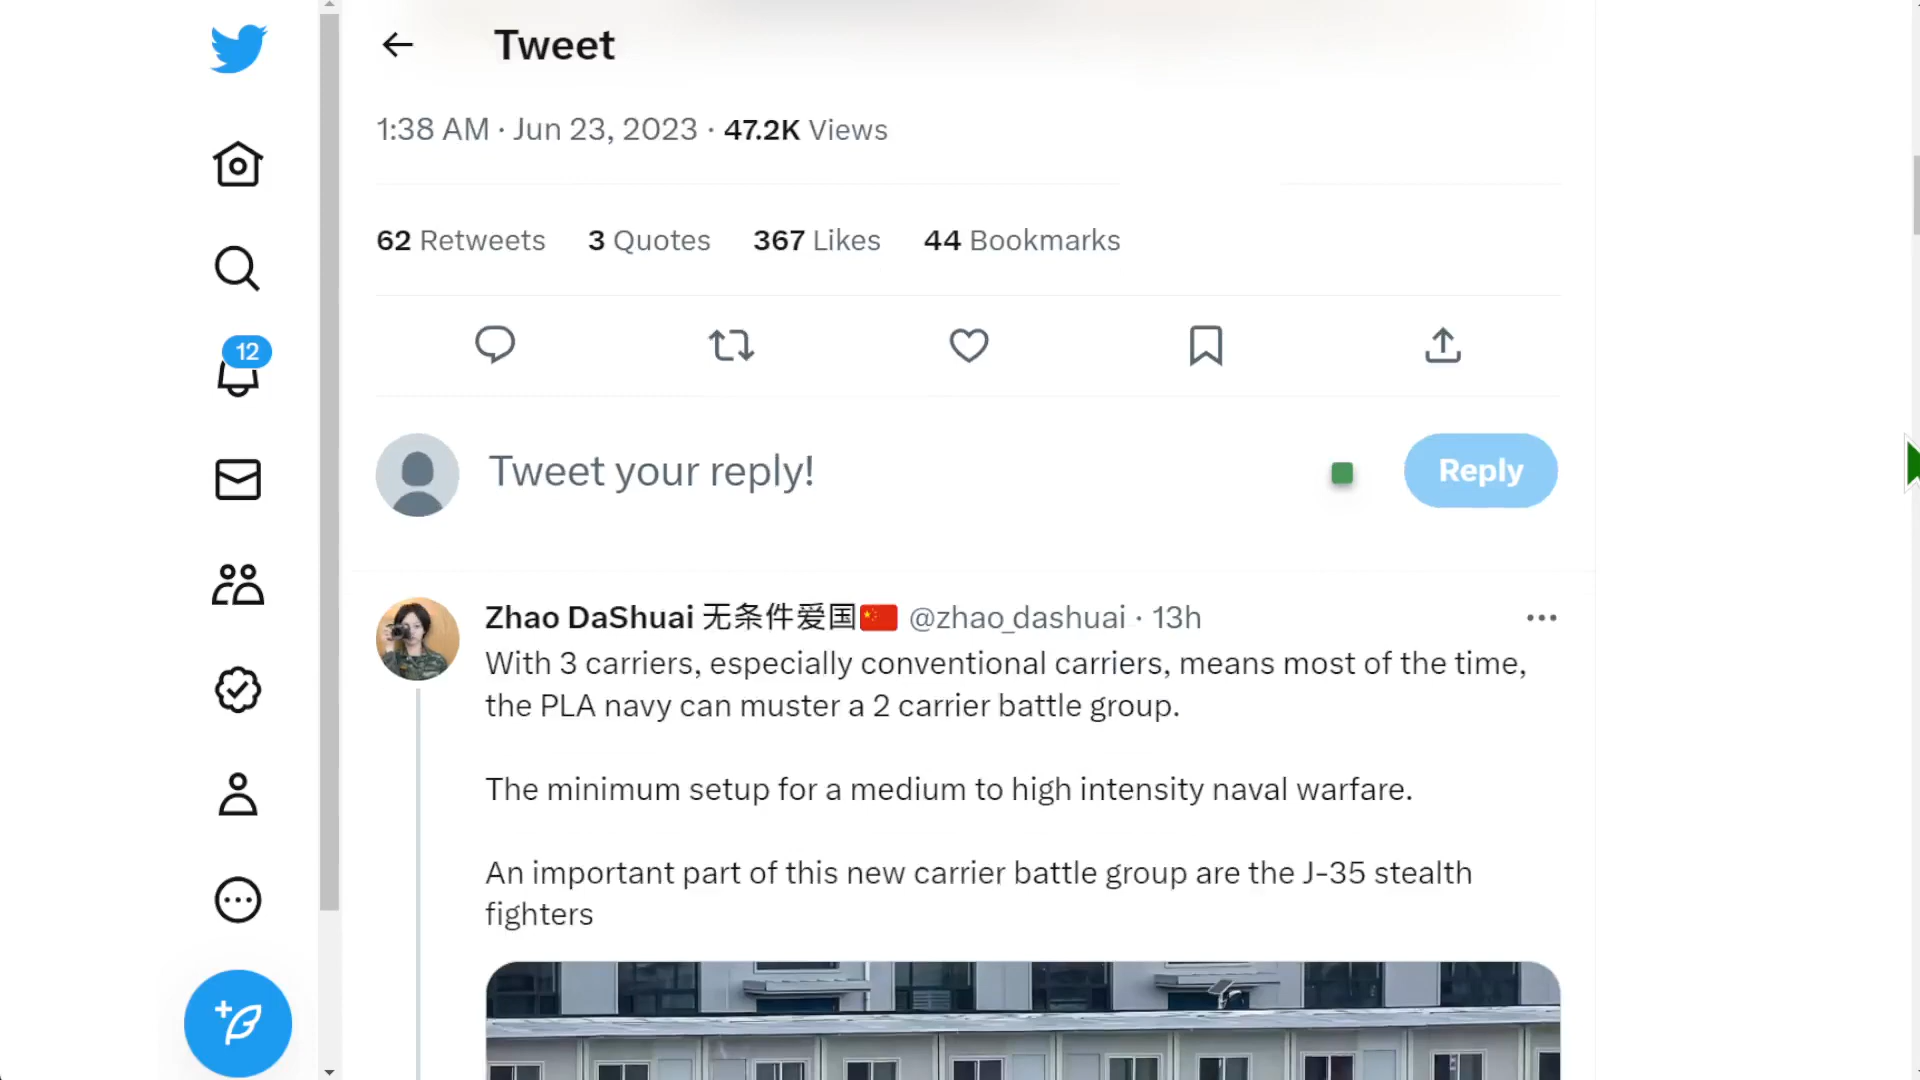 Tweet
1:38 AM · Jun 23, 2023 · 47.2K Views
62 Retweets 3 Quotes 367 Likes 44 Bookmarks
12
Tweet your reply!
Reply
Zhao DaShuai 无条件爱国🇨🇳 @zhao_dashuai · 13h
With 3 carriers, especially conventional carriers, means most of the time,
the PLA navy can muster a 2 carrier battle group.
The minimum setup for a medium to high intensity naval warfare.
An important part of this new carrier battle group are the J-35 stealth
fighters